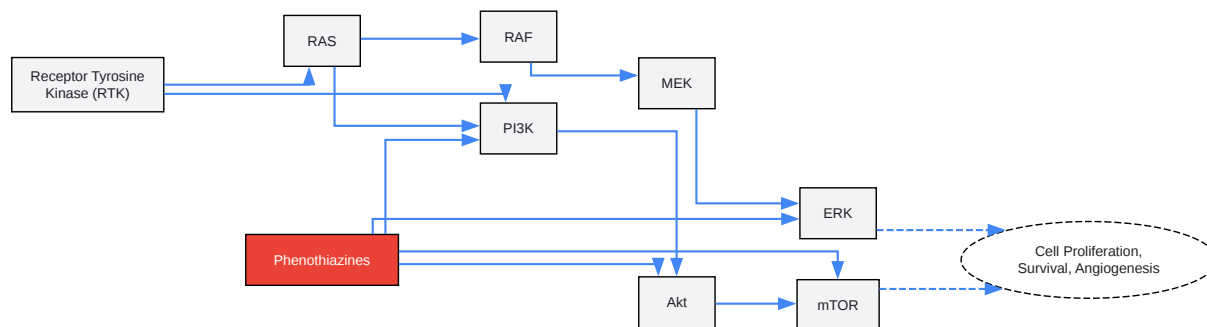 RAS
RAF
Receptor Tyrosine
Kinase (RTK)
MEK
PI3K
ERK
Phenothiazines
Cell Proliferation,
Survival, Angiogenesis
Akt
mTOR